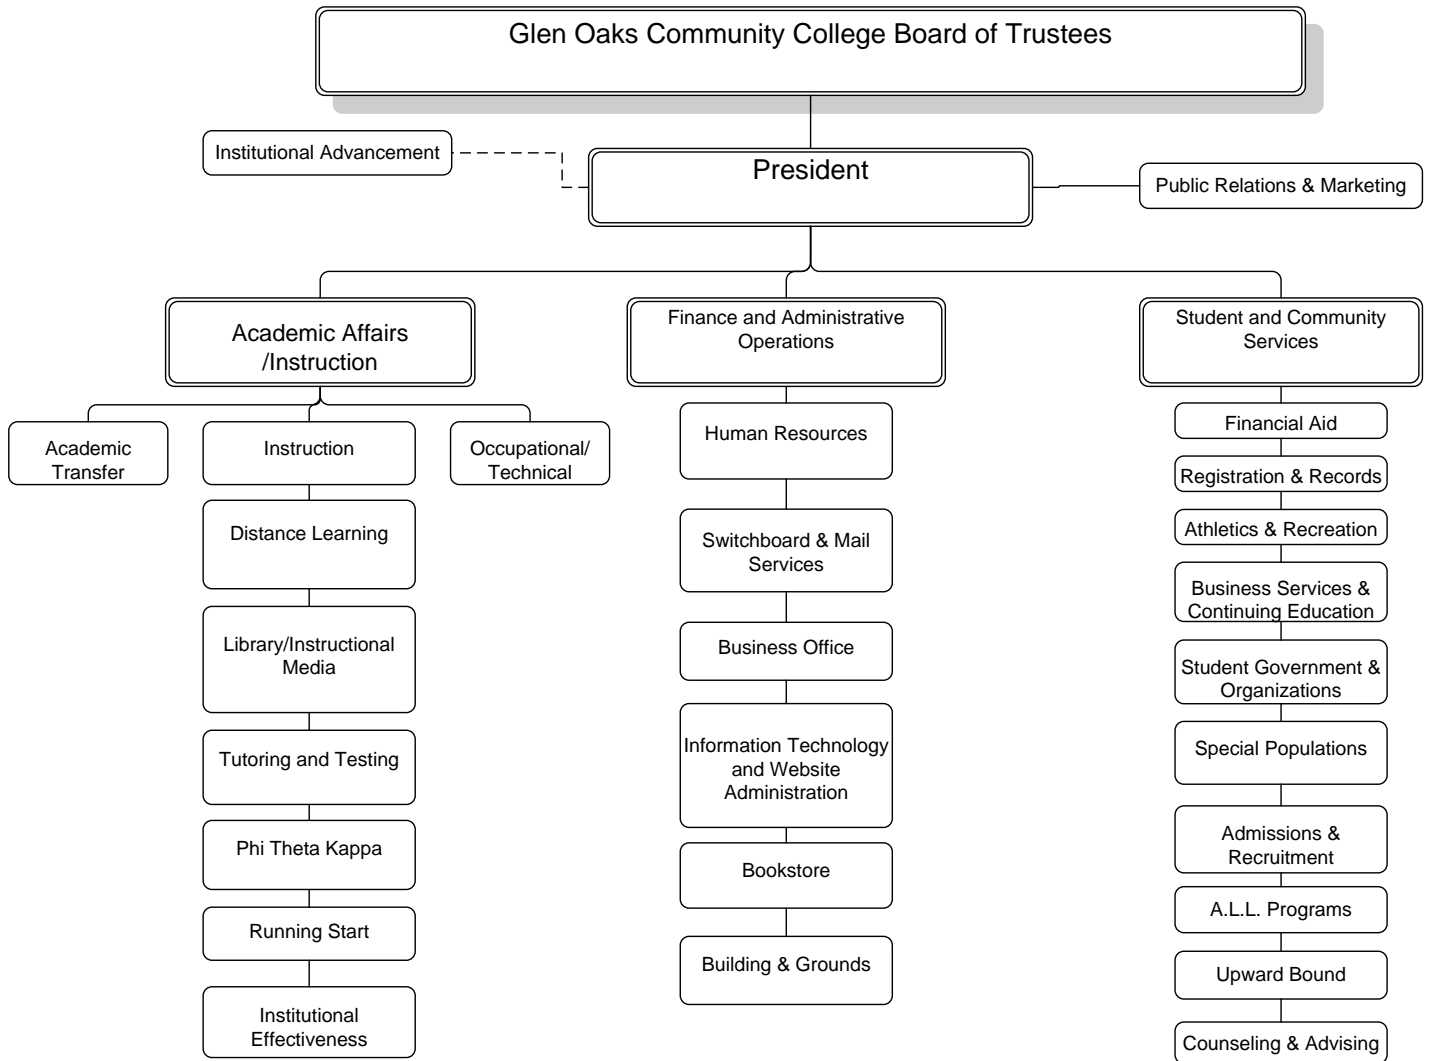 Glen Oaks Community College Board of Trustees
Institutional Advancement
President
Public Relations & Marketing
Academic Affairs
/Instruction
Finance and Administrative
Operations
Student and Community
Services
Academic
Transfer
Instruction
Occupational/
Technical
Distance Learning
Library/Instructional
Media
Tutoring and Testing
Phi Theta Kappa
Running Start
Institutional
Effectiveness
Human Resources
Switchboard & Mail
Services
Business Office
Information Technology
and Website
Administration
Bookstore
Building & Grounds
Financial Aid
Registration & Records
Athletics & Recreation
Business Services &
Continuing Education
Student Government &
Organizations
Special Populations
Admissions &
Recruitment
A.L.L. Programs
Upward Bound
Counseling & Advising